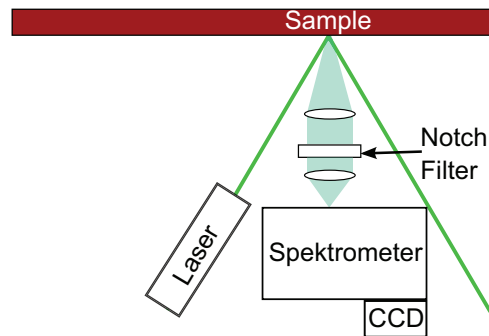 Sample
Notch
Filter
Laser
Spektrometer
CCD